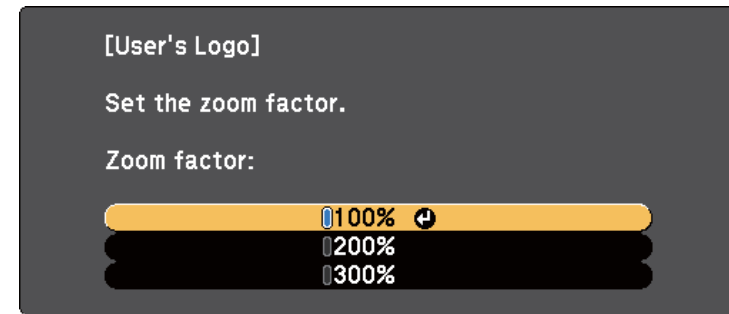 [User's Logo]
Set the zoom factor.
Zoom factor:
100%
200%
300%